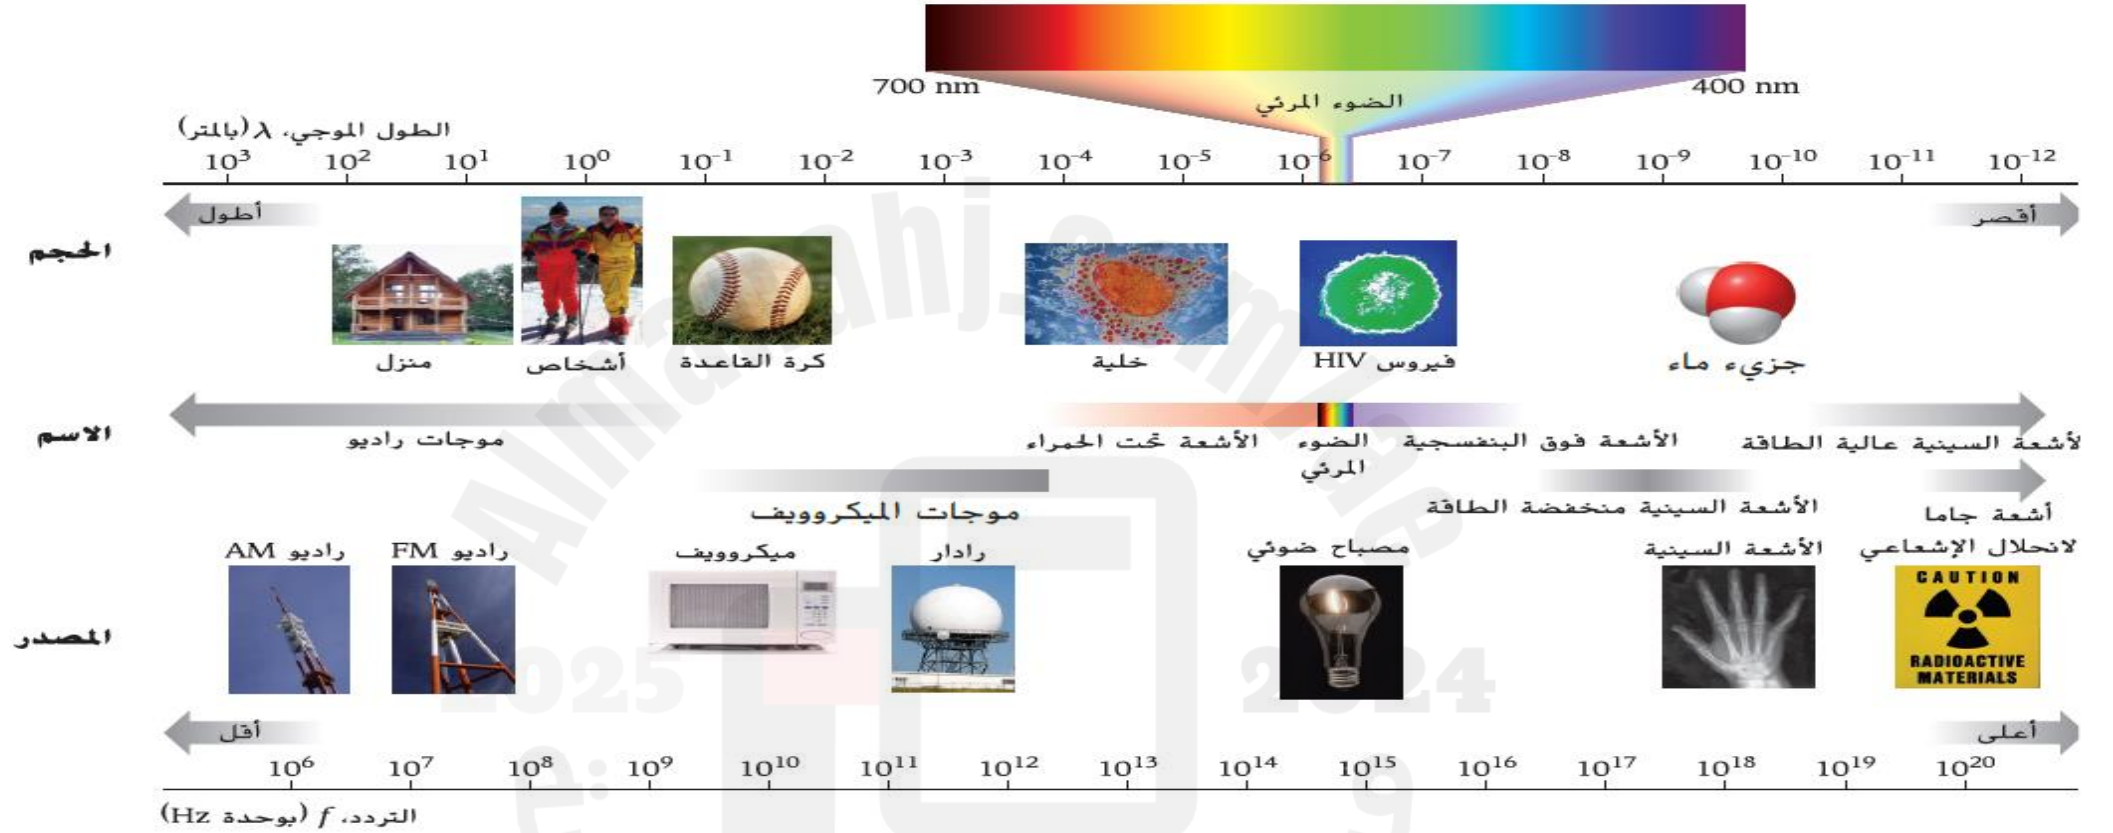 700 nm 400 nm
الضوء المرئي
الطول الموجي، λ (بالمتر)
10³ 10² 10¹ 10⁰ 10⁻¹ 10⁻² 10⁻³ 10⁻⁴ 10⁻⁵ 10⁻⁶ 10⁻⁷ 10⁻⁸ 10⁻⁹ 10⁻¹⁰ 10⁻¹¹ 10⁻¹²
أطول أقصر
الحجم
منزل أشخاص كرة القاعدة خلية فيروس HIV جزيء ماء
الاسم
موجات راديو الأشعة تحت الحمراء الضوء المرئي الأشعة فوق البنفسجية لأشعة السينية عالية الطاقة
موجات الميكروويف الأشعة السينية منخفضة الطاقة أشعة جاما
المصدر
راديو AM راديو FM ميكروويف رادار مصباح ضوئي الأشعة السينية لانحلال الإشعاعي
CAUTION
RADIOACTIVE
MATERIALS
أقل أعلى
10⁶ 10⁷ 10⁸ 10⁹ 10¹⁰ 10¹¹ 10¹² 10¹³ 10¹⁴ 10¹⁵ 10¹⁶ 10¹⁷ 10¹⁸ 10¹⁹ 10²⁰
التردد، f (بوحدة Hz)
2025 2024